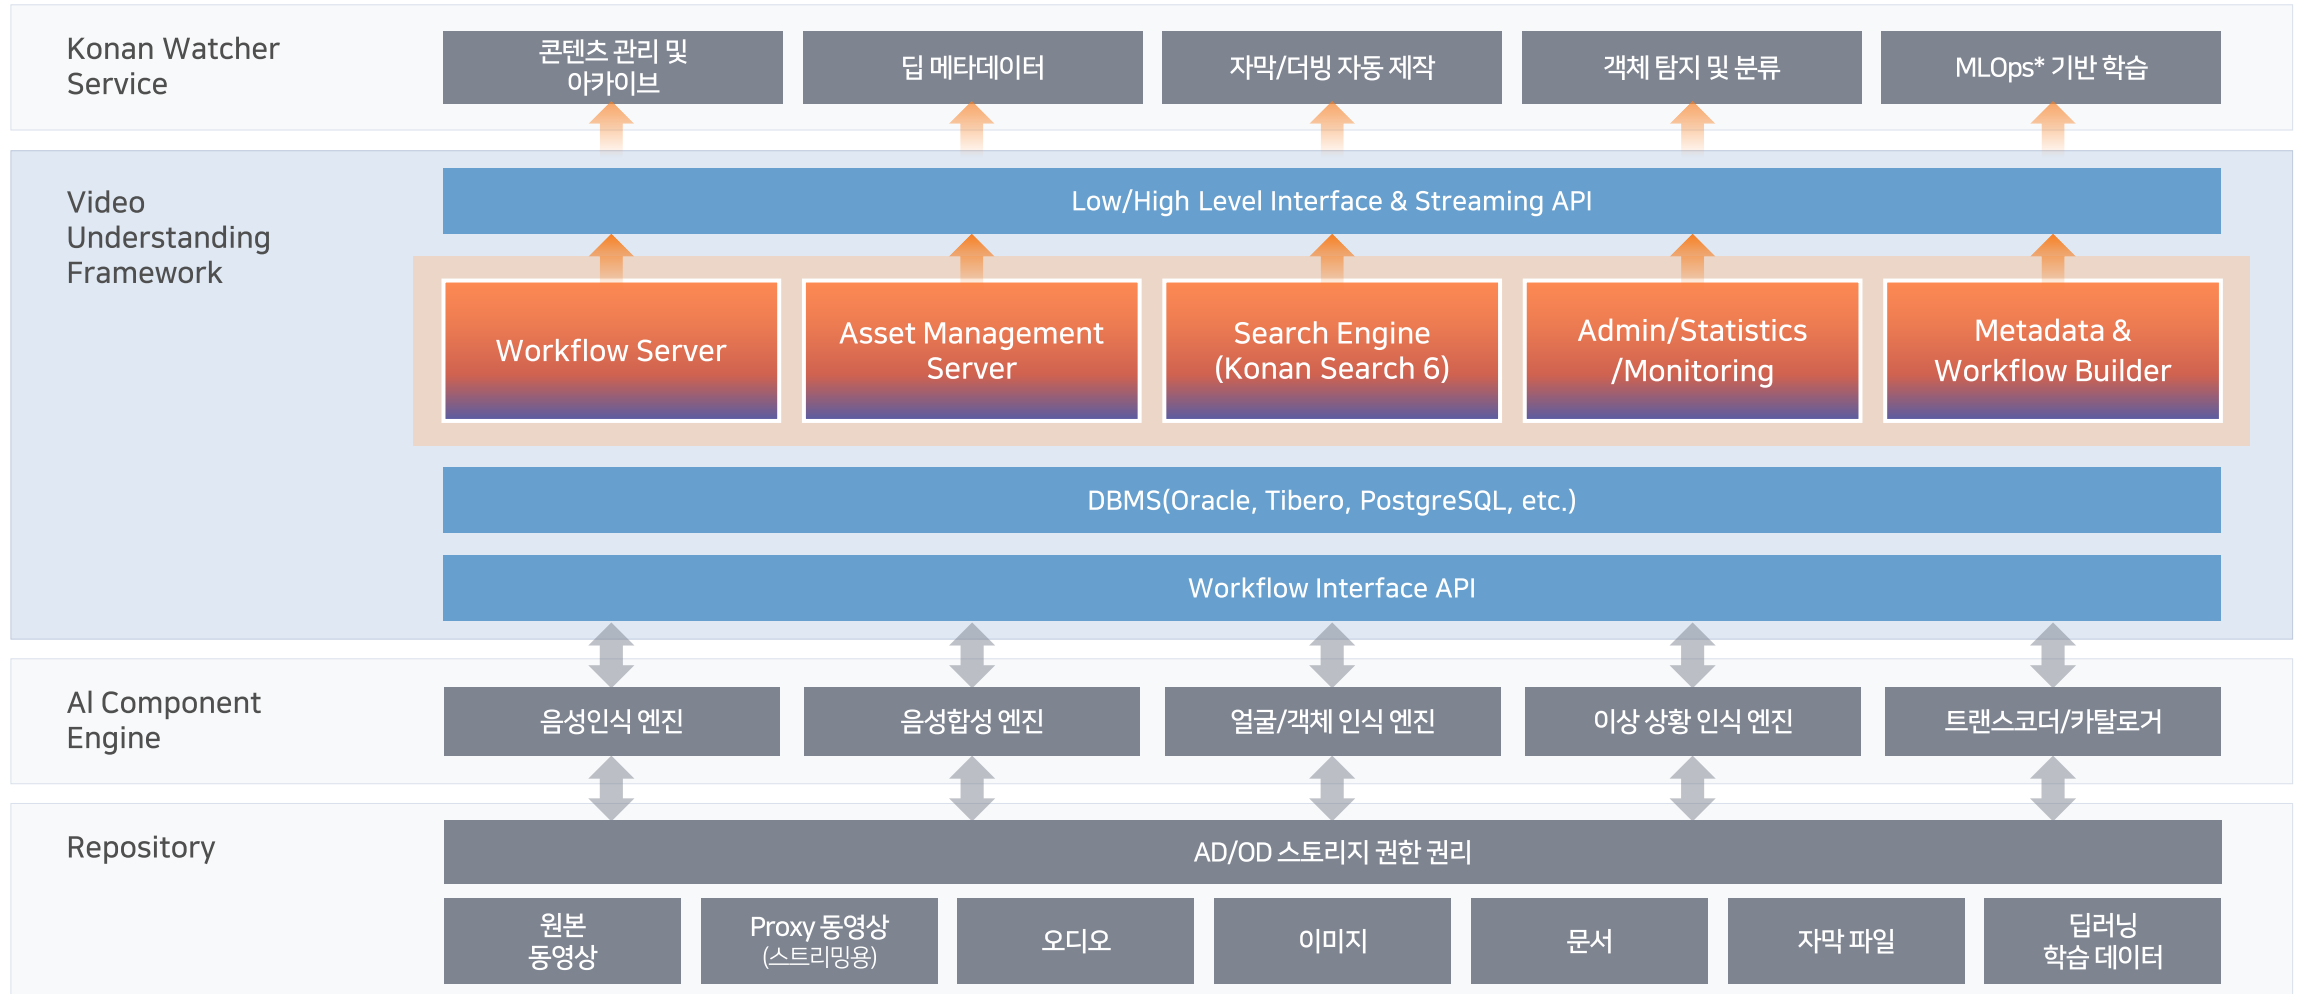 Konan Watcher
Service
콘텐츠 관리 및
아카이브
딥 메타데이터
자막/더빙 자동 제작
객체 탐지 및 분류
MLOps* 기반 학습
Video
Understanding
Framework
Low/High Level Interface & Streaming API
Workflow Server
Asset Management
Server
Search Engine
(Konan Search 6)
Admin/Statistics
/Monitoring
Metadata &
Workflow Builder
DBMS(Oracle, Tibero, PostgreSQL, etc.)
Workflow Interface API
AI Component
Engine
음성인식 엔진
음성합성 엔진
얼굴/객체 인식 엔진
이상 상황 인식 엔진
트랜스코더/카탈로거
Repository
AD/OD 스토리지 권한 권리
원본
동영상
Proxy 동영상
(스트리밍용)
오디오
이미지
문서
자막 파일
딥러닝
학습 데이터